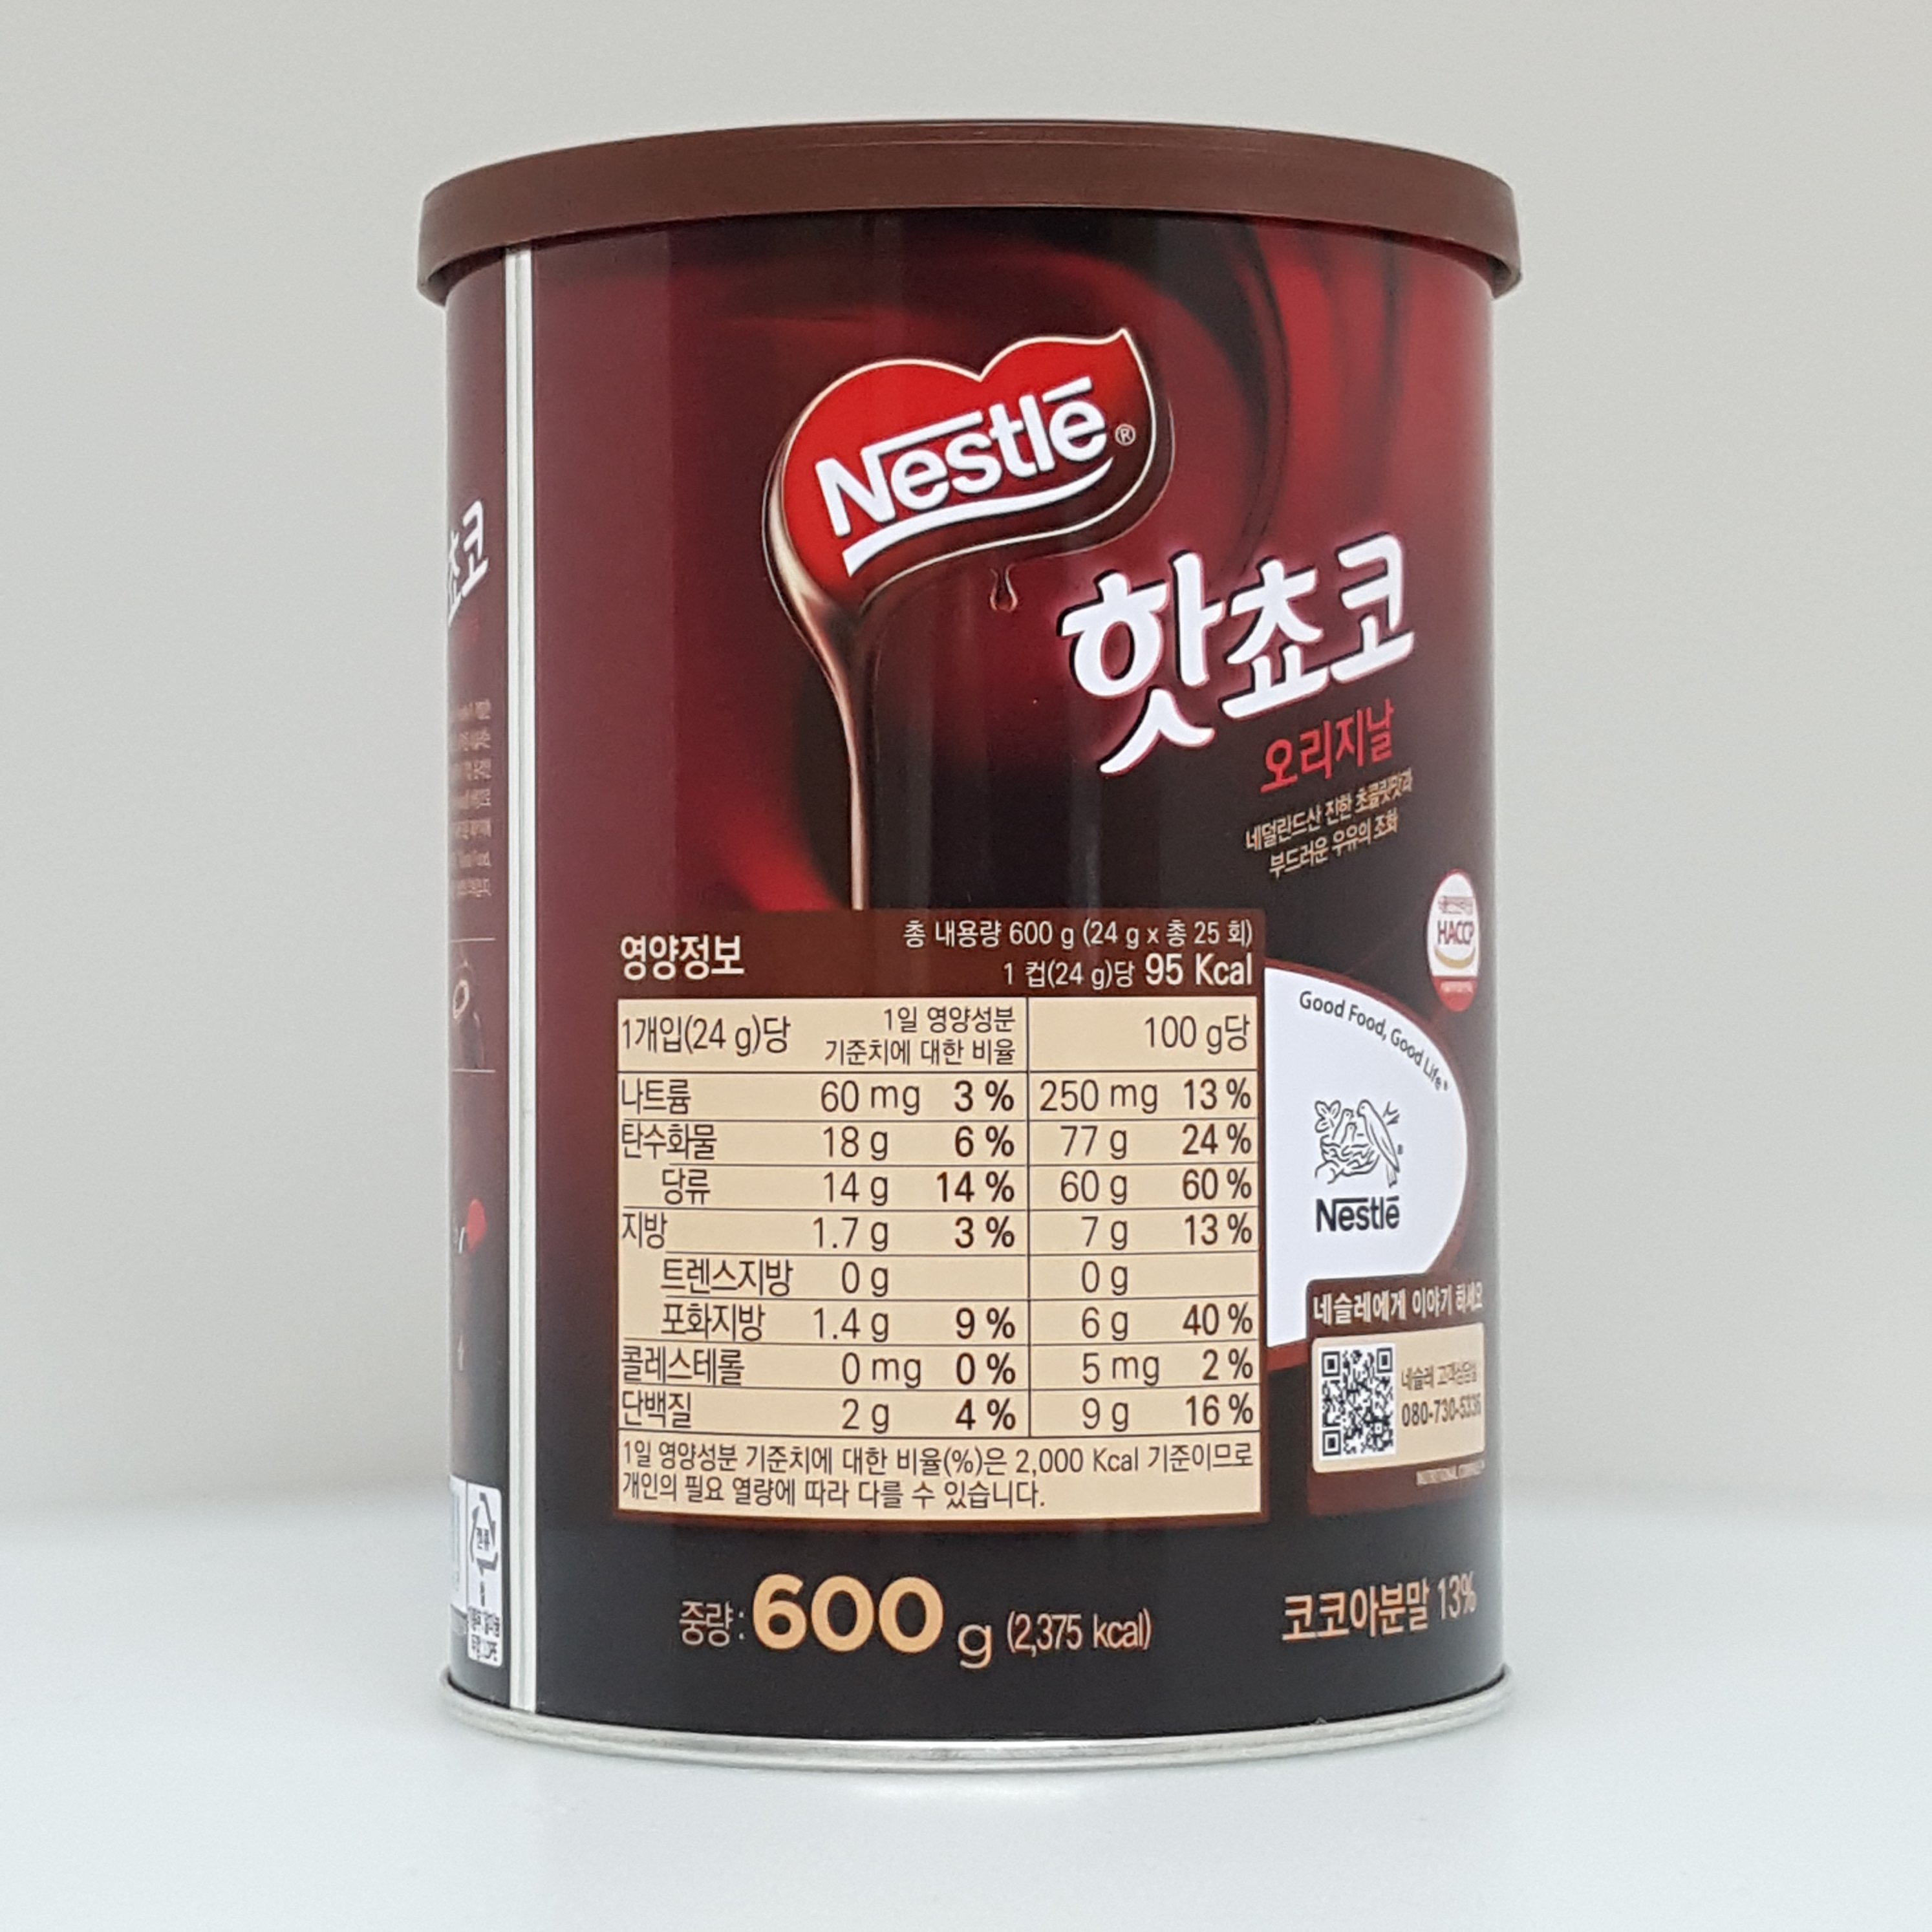 Nestlé®
핫쵸코
오리지날
네덜란드산 진한 초콜릿맛과
부드러운 우유의 조화
HACCP
영양정보
총 내용량 600 g (24 g x 총 25 회)
1 컵(24 g)당 95 Kcal
1개입(24 g)당 1일 영양성분 기준치에 대한 비율 100 g당
나트륨 60 mg 3 % 250 mg 13 %
탄수화물 18 g 6 % 77 g 24 %
당류 14 g 14 % 60 g 60 %
지방 1.7 g 3 % 7 g 13 %
트렌스지방 0 g 0 g
포화지방 1.4 g 9 % 6 g 40 %
콜레스테롤 0 mg 0 % 5 mg 2 %
단백질 2 g 4 % 9 g 16 %
1일 영양성분 기준치에 대한 비율(%)은 2,000 Kcal 기준이므로
개인의 필요 열량에 따라 다를 수 있습니다.
Good Food, Good Life®
Nestlé
네슬레에게 이야기 하세요
네슬레 고객상담실
080-730-5335
중량: 600 g (2,375 kcal)
코코아분말 13%
쵸코
캔류